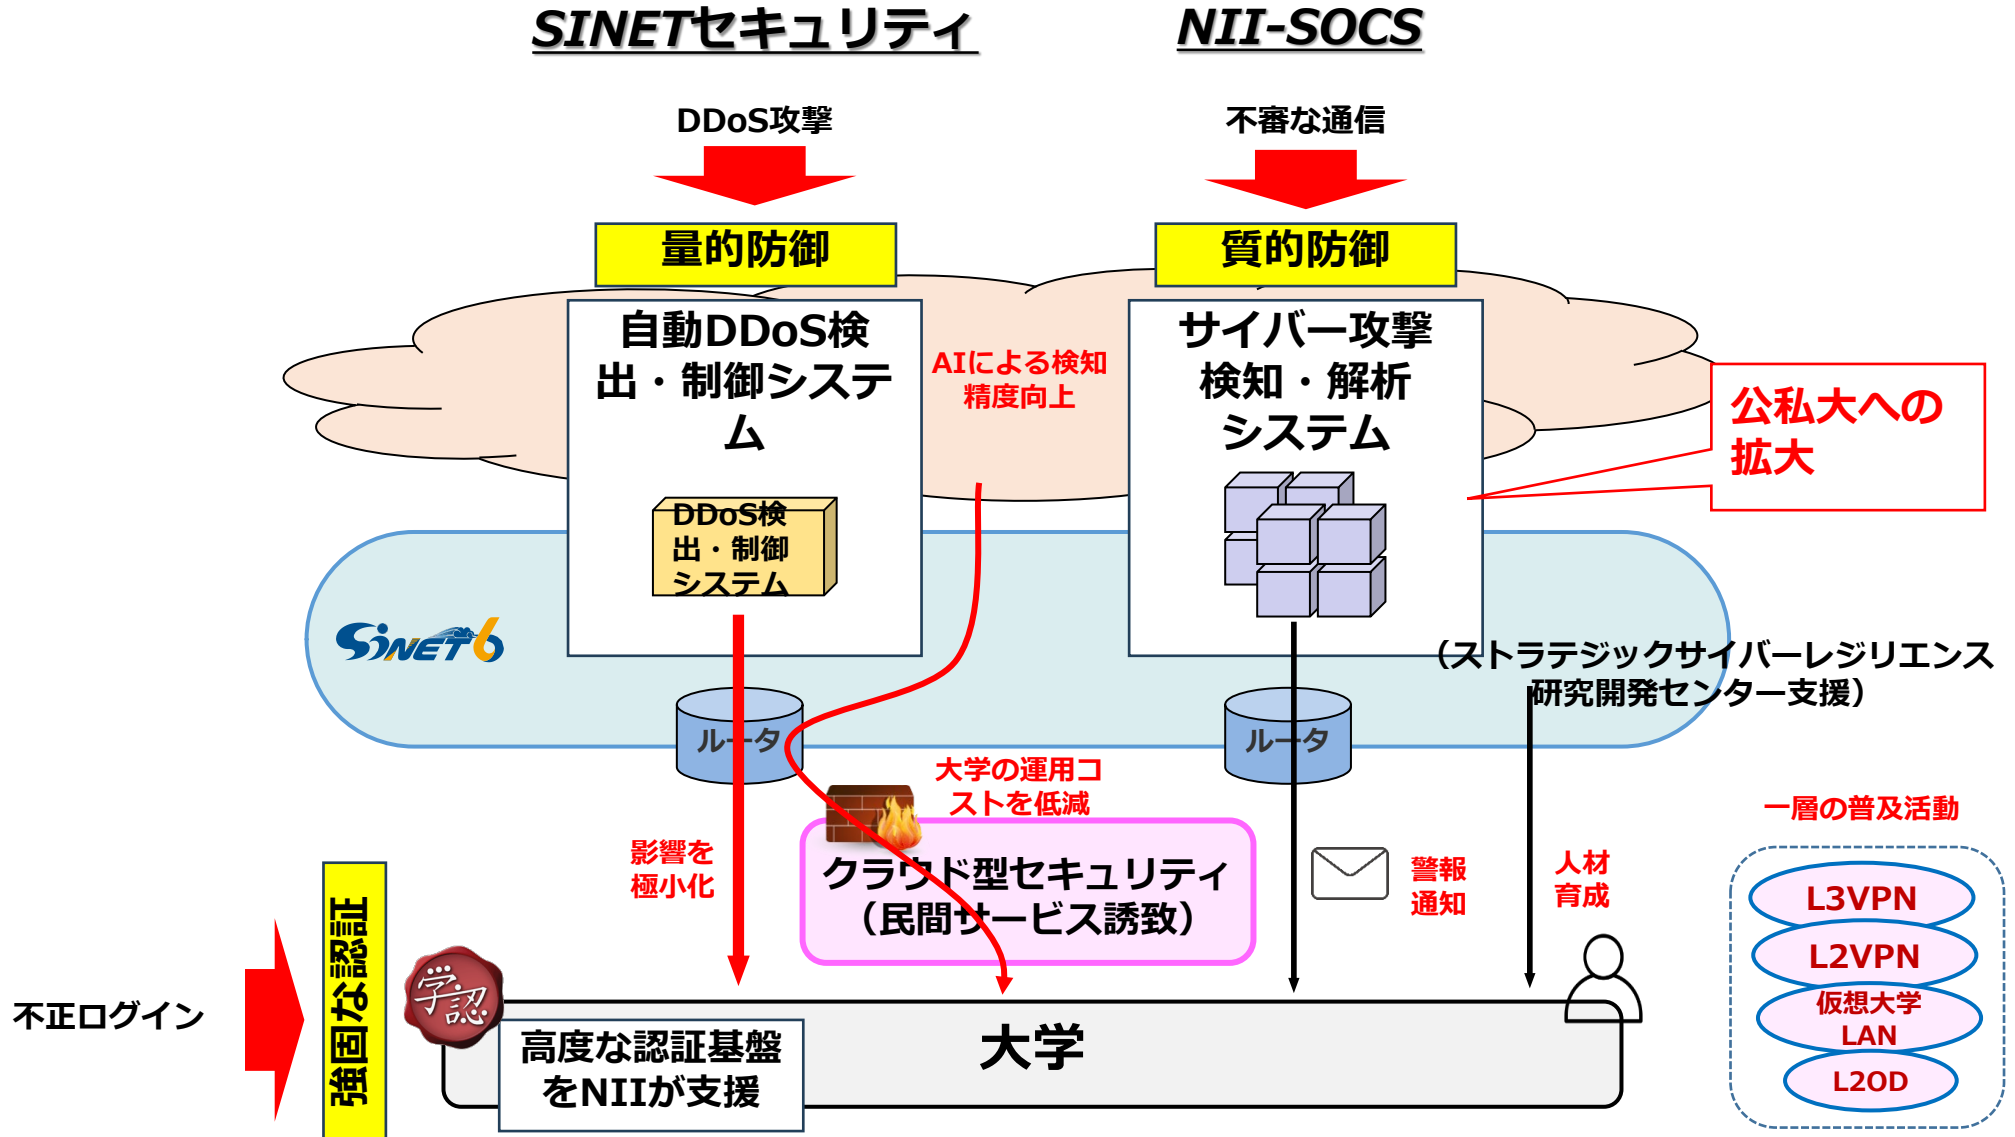 SINETセキュリティ
NII-SOCS
DDoS攻撃
不審な通信
量的防御
質的防御
自動DDoS検
出・制御システ
ム
AIによる検知
精度向上
サイバー攻撃
検知・解析
システム
公私大への
拡大
DDoS検
出・制御
システム
SiNET6
（ストラテジックサイバーレジリエンス
研究開発センター支援）
ルータ
ルータ
大学の運用コ
ストを低減
一層の普及活動
影響を
極小化
クラウド型セキュリティ
（民間サービス誘致）
警報
通知
人材
育成
L3VPN
L2VPN
仮想大学
LAN
L2OD
不正ログイン
強固な認証
学認
高度な認証基盤
をNIIが支援
大学